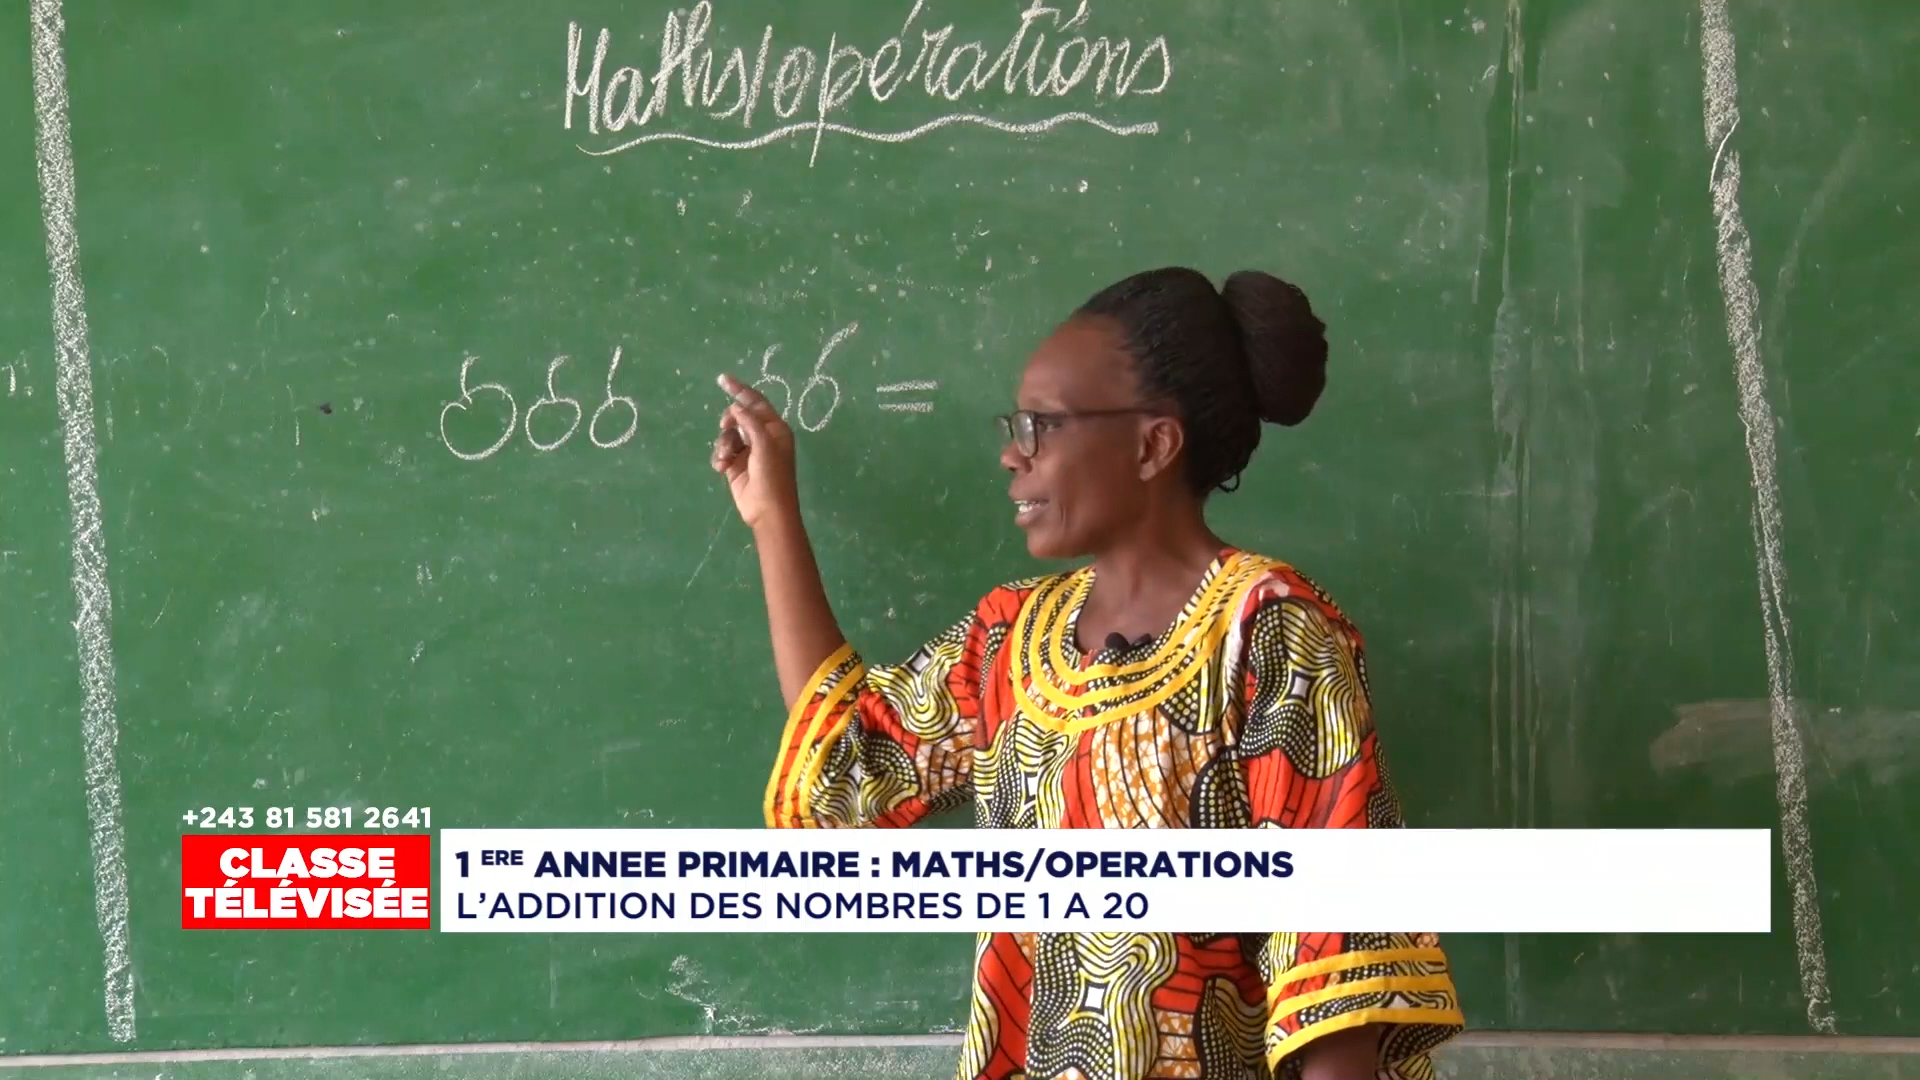 Maths/opérations
=
+243 81 581 2641
CLASSE
TÉLÉVISÉE
1 ERE ANNEE PRIMAIRE : MATHS/OPERATIONS
L’ADDITION DES NOMBRES DE 1 A 20